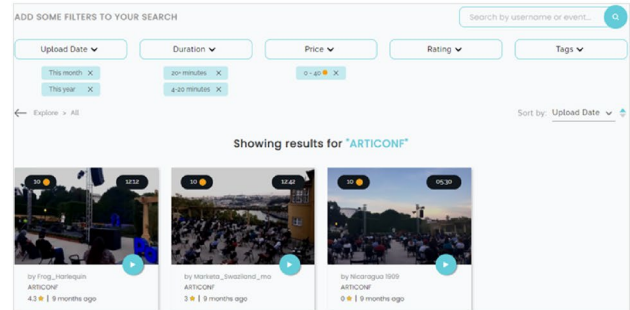 ADD SOME FILTERS TO YOUR SEARCH
Search by username or event...
Upload Date
Duration
Price
Rating
Tags
This month X
20+ minutes X
0 - 40 X
This year X
4-20 minutes X
Explore > All
Sort by: Upload Date
Showing results for "ARTICONF"
10 12:12
10 12:42
10 05:30
by Frog_Harlequin
ARTICONF
4.3 | 9 months ago
by Marketa_Swaziland_mo
ARTICONF
3 | 9 months ago
by Nicaragua 1909
ARTICONF
0 | 9 months ago